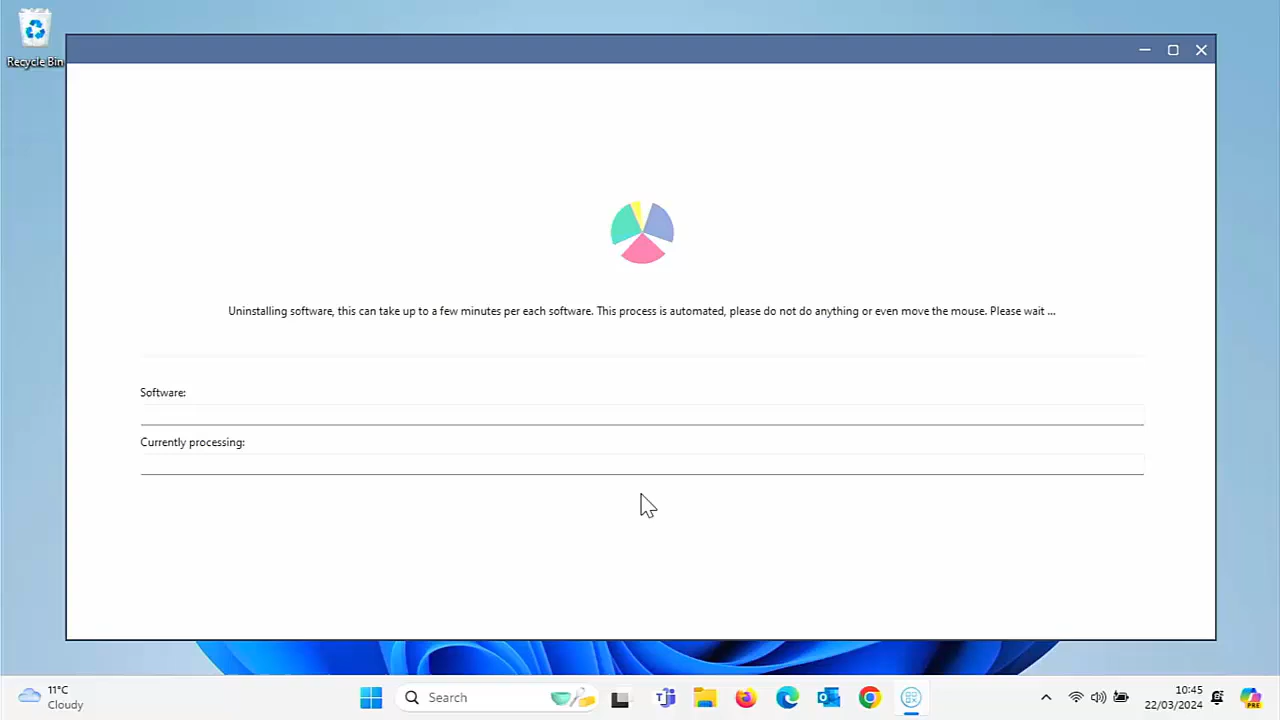 Recycle Bin
Uninstalling software, this can take up to a few minutes per each software. This process is automated, please do not do anything or even move the mouse. Please wait ...
Software:
Currently processing:
11°C
Cloudy
Search
10:45
22/03/2024
PRE